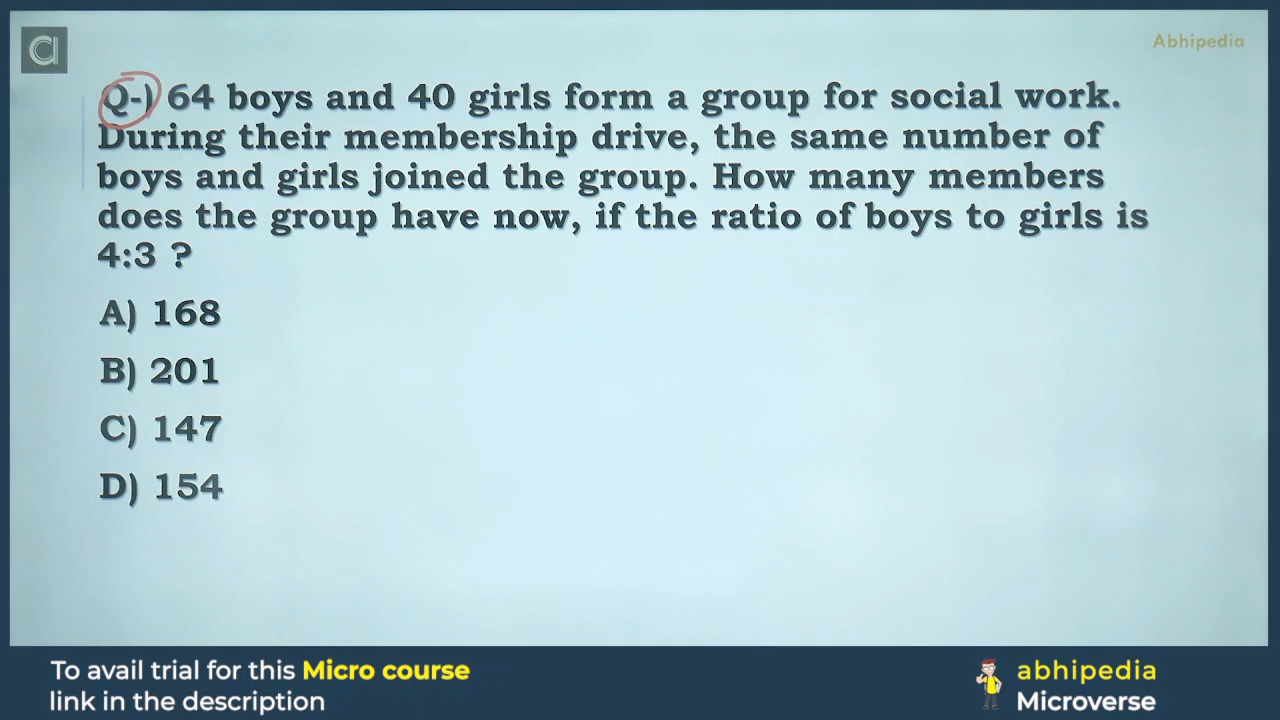 Abhipedia
Q-) 64 boys and 40 girls form a group for social work.
During their membership drive, the same number of
boys and girls joined the group. How many members
does the group have now, if the ratio of boys to girls is
4:3 ?
A) 168
B) 201
C) 147
D) 154
To avail trial for this Micro course
link in the description
abhipedia
Microverse